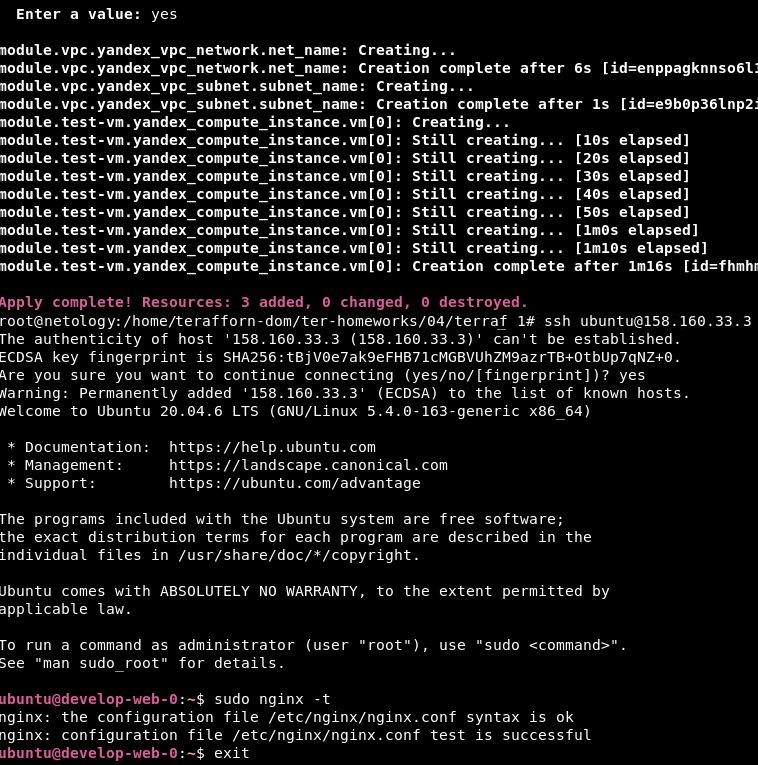 Enter a value: yes
module.vpc.yandex_vpc_network.net_name: Creating...
module.vpc.yandex_vpc_network.net_name: Creation complete after 6s [id=enppagknnso6l1
module.vpc.yandex_vpc_subnet.subnet_name: Creating...
module.vpc.yandex_vpc_subnet.subnet_name: Creation complete after 1s [id=e9b0p36lnp2i
module.test-vm.yandex_compute_instance.vm[0]: Creating...
module.test-vm.yandex_compute_instance.vm[0]: Still creating... [10s elapsed]
module.test-vm.yandex_compute_instance.vm[0]: Still creating... [20s elapsed]
module.test-vm.yandex_compute_instance.vm[0]: Still creating... [30s elapsed]
module.test-vm.yandex_compute_instance.vm[0]: Still creating... [40s elapsed]
module.test-vm.yandex_compute_instance.vm[0]: Still creating... [50s elapsed]
module.test-vm.yandex_compute_instance.vm[0]: Still creating... [1m0s elapsed]
module.test-vm.yandex_compute_instance.vm[0]: Still creating... [1m10s elapsed]
module.test-vm.yandex_compute_instance.vm[0]: Creation complete after 1m16s [id=fhmhm
Apply complete! Resources: 3 added, 0 changed, 0 destroyed.
root@netology:/home/terafforn-dom/ter-homeworks/04/terraf_1# ssh ubuntu@158.160.33.3
The authenticity of host '158.160.33.3 (158.160.33.3)' can't be established.
ECDSA key fingerprint is SHA256:tBjV0e7ak9eFHB71cMGBVUhZM9azrTB+OtbUp7qNZ+0.
Are you sure you want to continue connecting (yes/no/[fingerprint])? yes
Warning: Permanently added '158.160.33.3' (ECDSA) to the list of known hosts.
Welcome to Ubuntu 20.04.6 LTS (GNU/Linux 5.4.0-163-generic x86_64)
* Documentation:  https://help.ubuntu.com
* Management:     https://landscape.canonical.com
* Support:        https://ubuntu.com/advantage
The programs included with the Ubuntu system are free software;
the exact distribution terms for each program are described in the
individual files in /usr/share/doc/*/copyright.
Ubuntu comes with ABSOLUTELY NO WARRANTY, to the extent permitted by
applicable law.
To run a command as administrator (user "root"), use "sudo <command>".
See "man sudo_root" for details.
ubuntu@develop-web-0:~$ sudo nginx -t
nginx: the configuration file /etc/nginx/nginx.conf syntax is ok
nginx: configuration file /etc/nginx/nginx.conf test is successful
ubuntu@develop-web-0:~$ exit